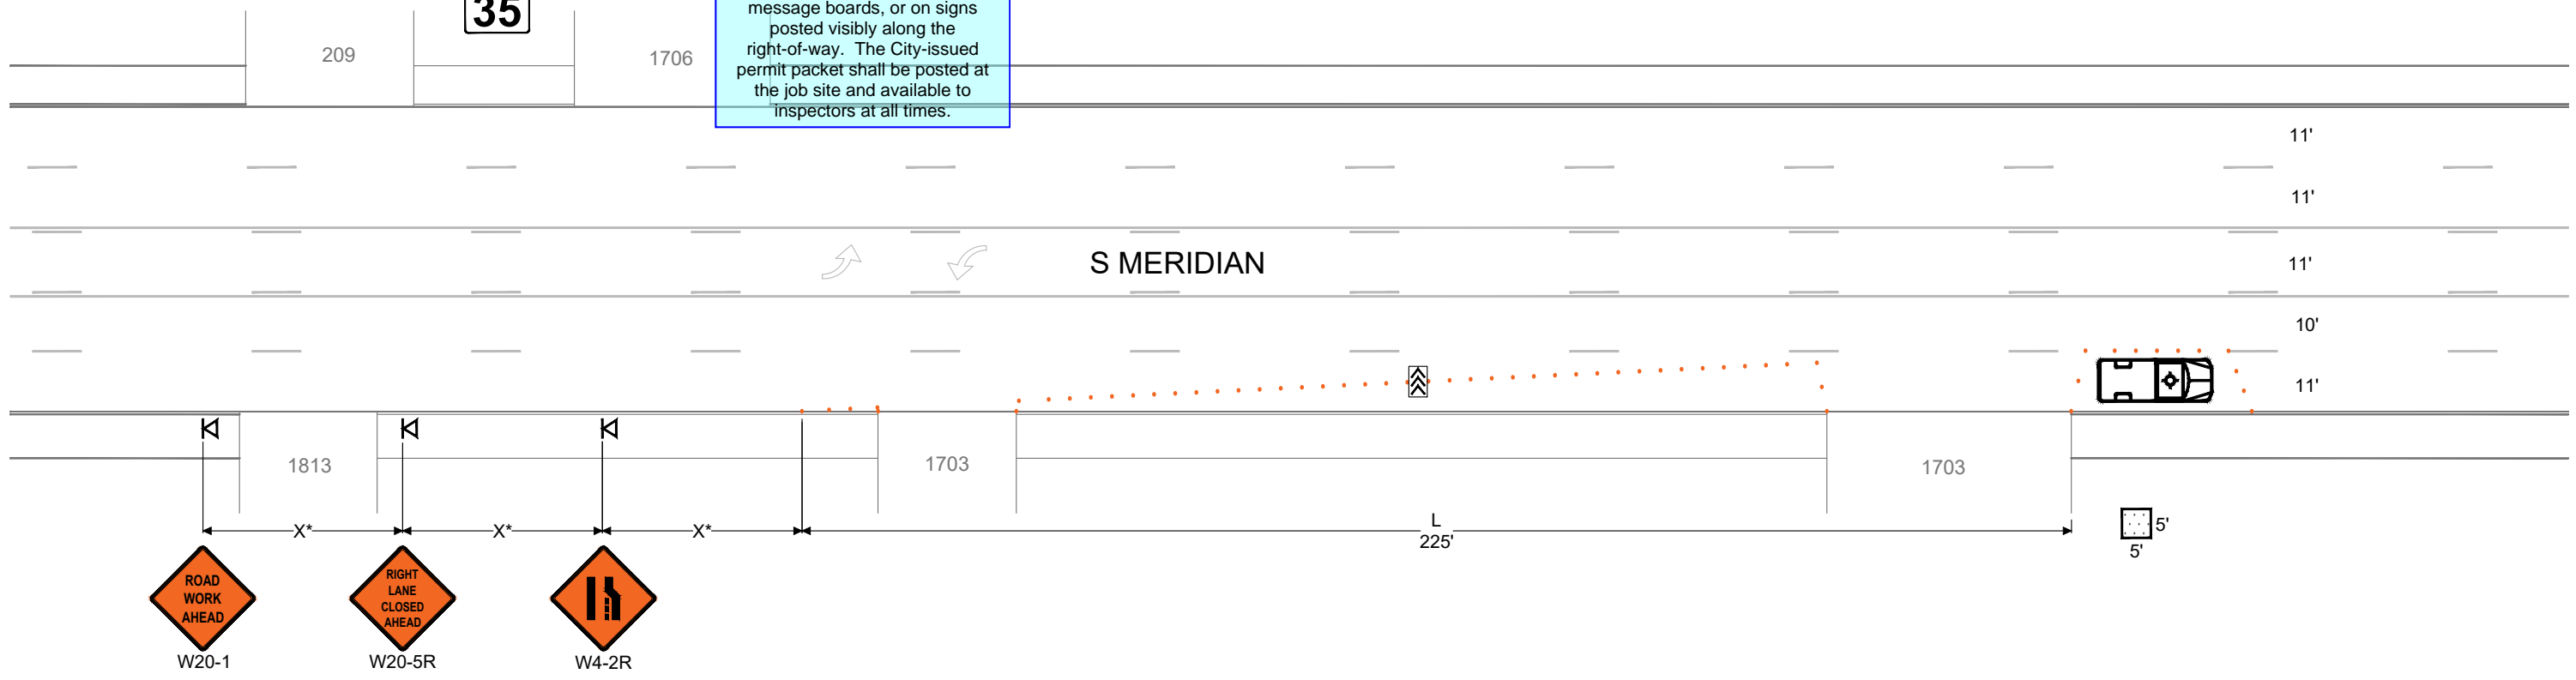 35
message boards, or on signs
posted visibly along the
right-of-way. The City-issued
permit packet shall be posted at
the job site and available to
inspectors at all times.
209
1706
11'
11'
S MERIDIAN
11'
10'
11'
1813
1703
1703
X*
X*
X*
L
225'
5'
5'
ROAD
WORK
AHEAD
W20-1
RIGHT
LANE
CLOSED
AHEAD
W20-5R
W4-2R